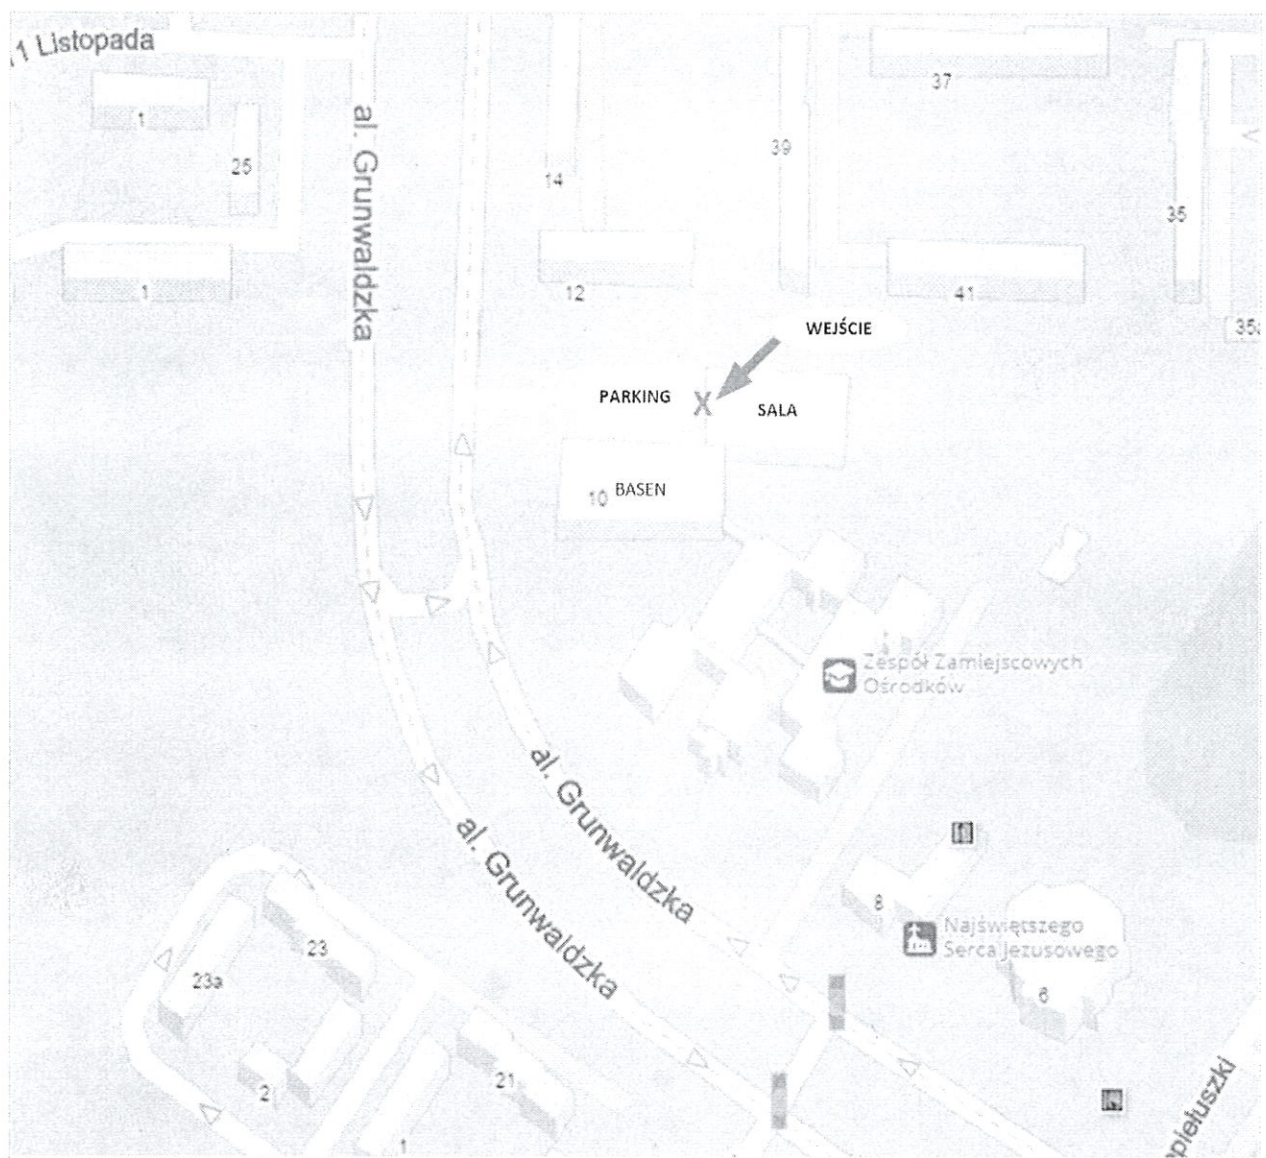 11 Listopada
37
1
al. Grunwaldzka
39
25
14
35
1
12
41
WEJŚCIE
35a
PARKING
X
SALA
10 BASEN
Zespół Zamiejscowych
Ośrodków
al. Grunwaldzka
al. Grunwaldzka
8
Najświętszego
Serca Jezusowego
23
23a
6
21
2
1